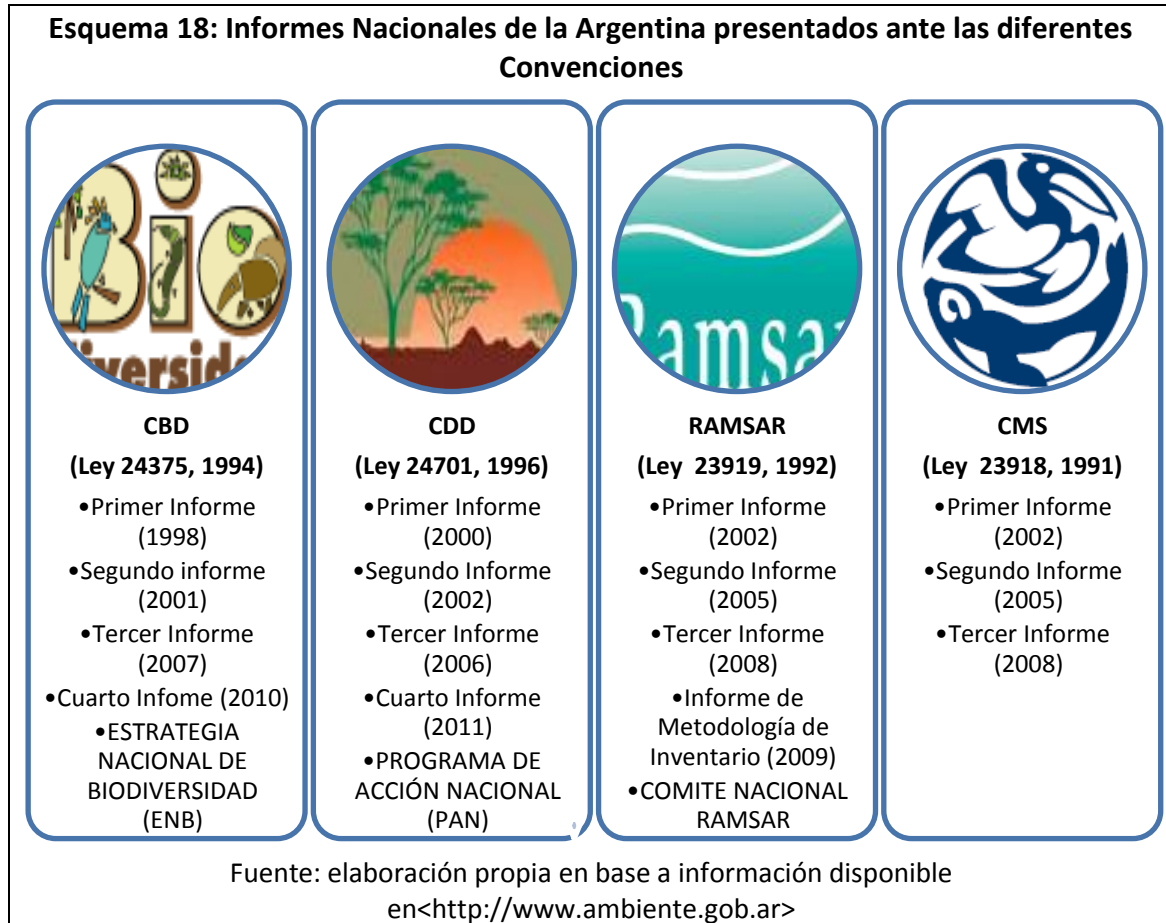 Esquema 18: Informes Nacionales de la Argentina presentados ante las diferentes
Convenciones
Bio
diversidad
CBD
(Ley 24375, 1994)
•Primer Informe
(1998)
•Segundo informe
(2001)
•Tercer Informe
(2007)
•Cuarto Infome (2010)
•ESTRATEGIA
NACIONAL DE
BIODIVERSIDAD
(ENB)
CDD
(Ley 24701, 1996)
•Primer Informe
(2000)
•Segundo Informe
(2002)
•Tercer Informe
(2006)
•Cuarto Informe
(2011)
•PROGRAMA DE
ACCIÓN NACIONAL
(PAN)
Ramsar
RAMSAR
(Ley  23919, 1992)
•Primer Informe
(2002)
•Segundo Informe
(2005)
•Tercer Informe
(2008)
•Informe de
Metodología de
Inventario (2009)
•COMITE NACIONAL
RAMSAR
CMS
(Ley  23918, 1991)
•Primer Informe
(2002)
•Segundo Informe
(2005)
•Tercer Informe
(2008)
Fuente: elaboración propia en base a información disponible
en<http://www.ambiente.gob.ar>